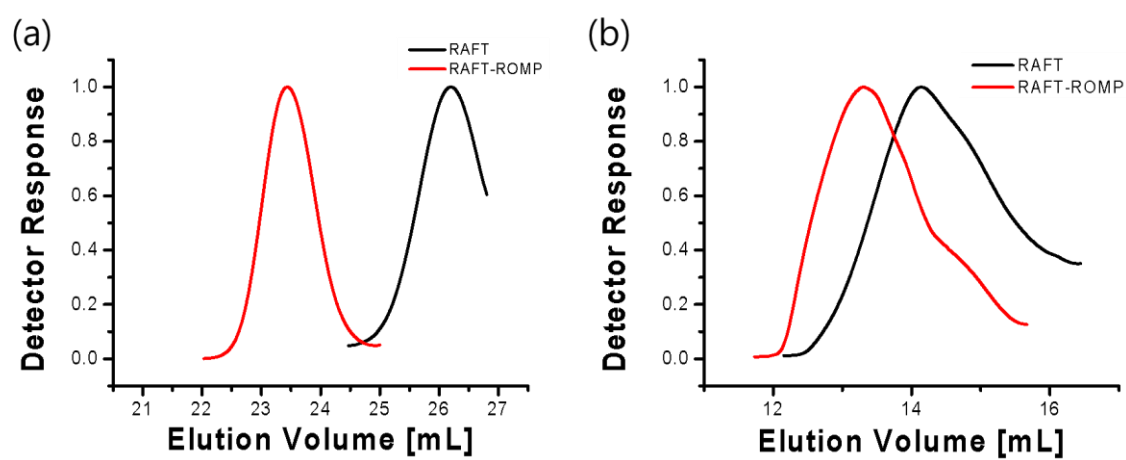 (a)
RAFT
RAFT-ROMP
1.0
0.8
0.6
0.4
0.2
0.0
Detector Response
21 22 23 24 25 26 27
Elution Volume [mL]
(b)
RAFT
RAFT-ROMP
1.0
0.8
0.6
0.4
0.2
0.0
Detector Response
12 14 16
Elution Volume [mL]